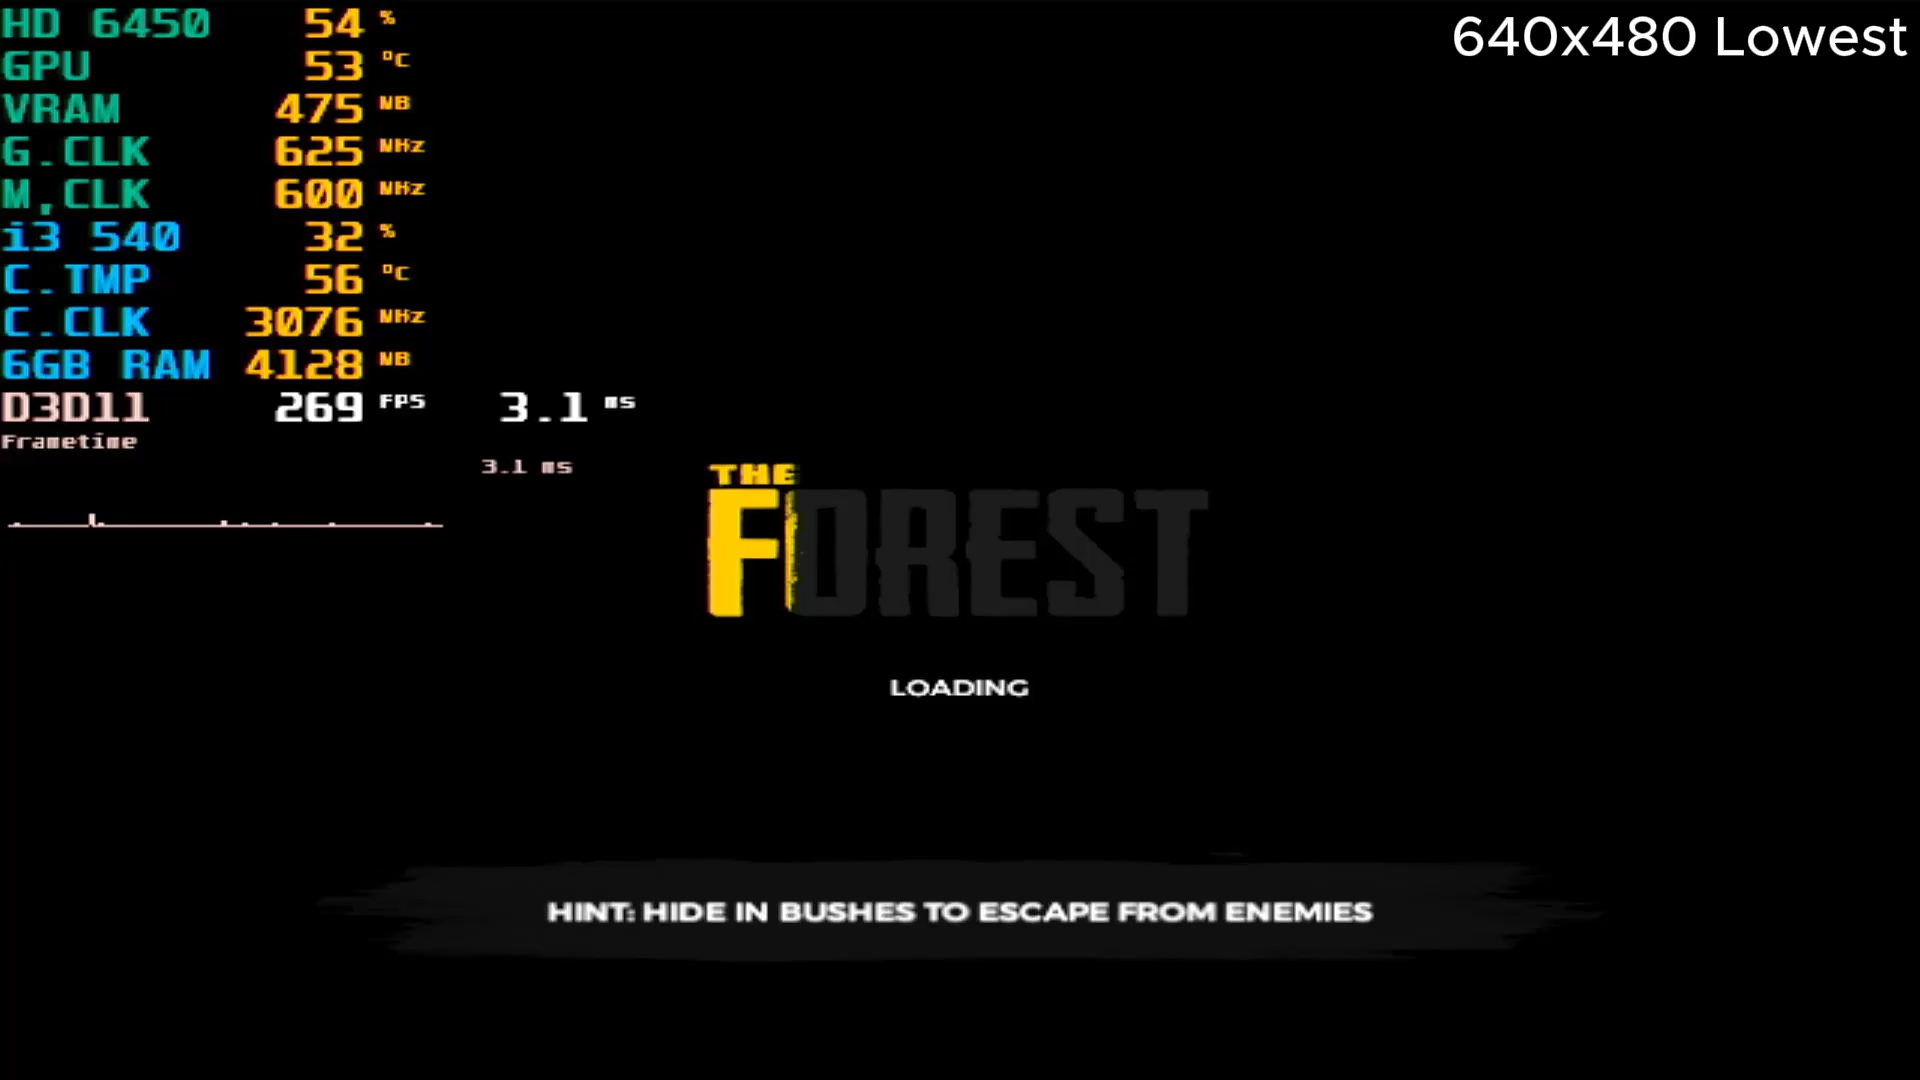 HD 6450 54 %
GPU 53 °C
VRAM 475 MB
G.CLK 625 MHz
M,CLK 600 MHz
i3 540 32 %
C.TMP 56 °C
C.CLK 3076 MHz
6GB RAM 4128 MB
D3D11 269 FPS 3.1 ms
Frametime
3.1 ms
640x480 Lowest
THE
FOREST
LOADING
HINT: HIDE IN BUSHES TO ESCAPE FROM ENEMIES